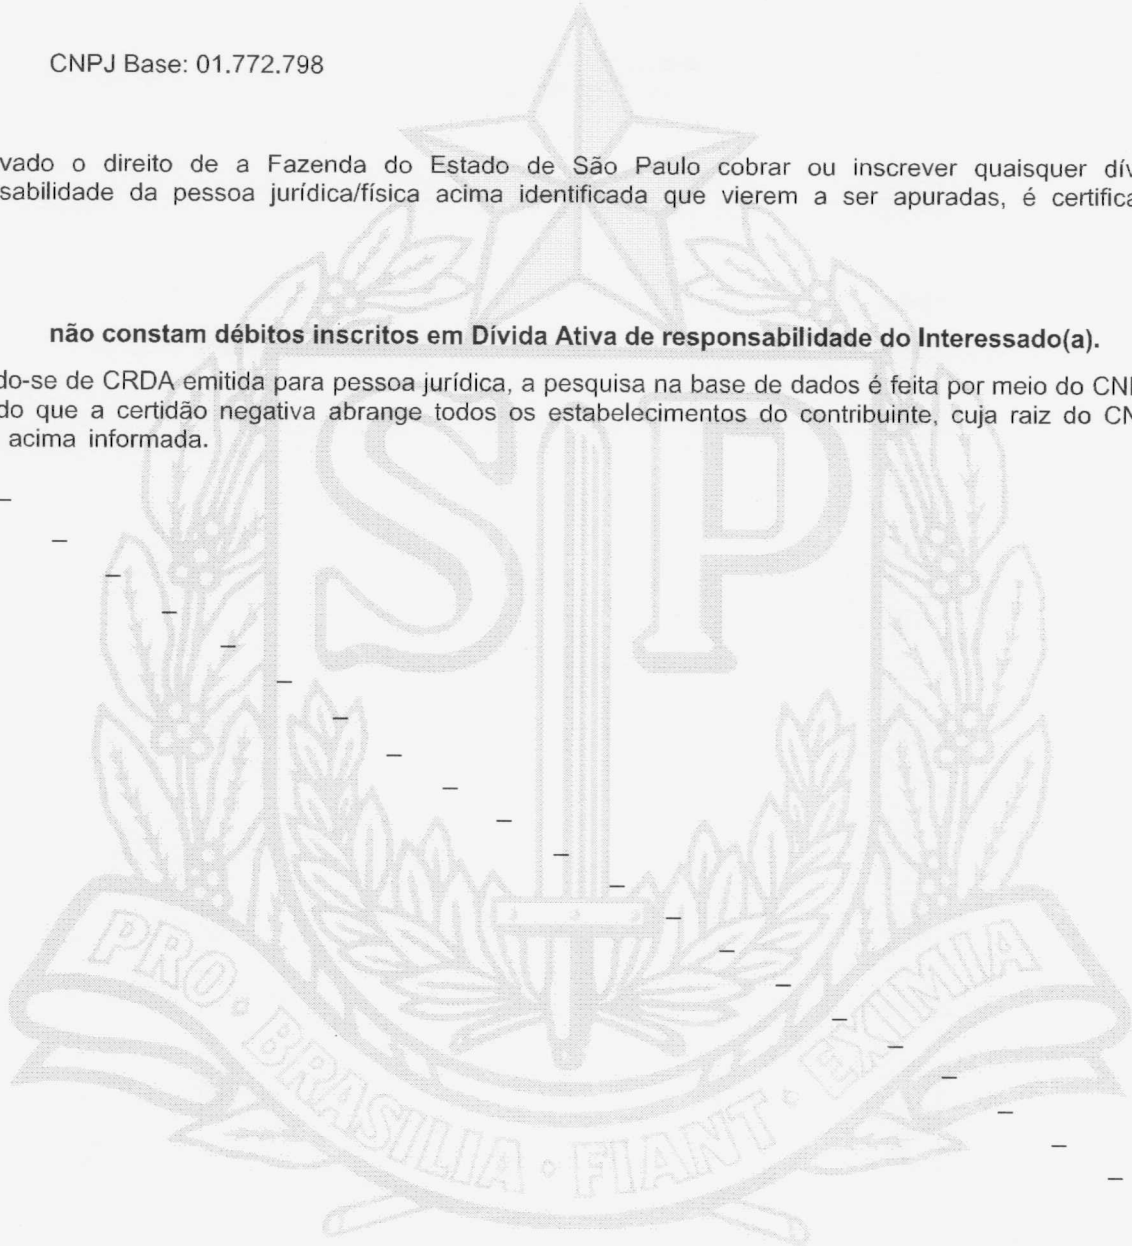 CNPJ Base: 01.772.798
vado o direito de a Fazenda do Estado de São Paulo cobrar ou inscrever quaisquer dív
sabilidade da pessoa jurídica/física acima identificada que vierem a ser apuradas, é certifica
não constam débitos inscritos em Dívida Ativa de responsabilidade do Interessado(a).
do-se de CRDA emitida para pessoa jurídica, a pesquisa na base de dados é feita por meio do CN
do que a certidão negativa abrange todos os estabelecimentos do contribuinte, cuja raiz do CN
acima informada.
SP
PRO · BRASILIA · FIANT · EXIMIA